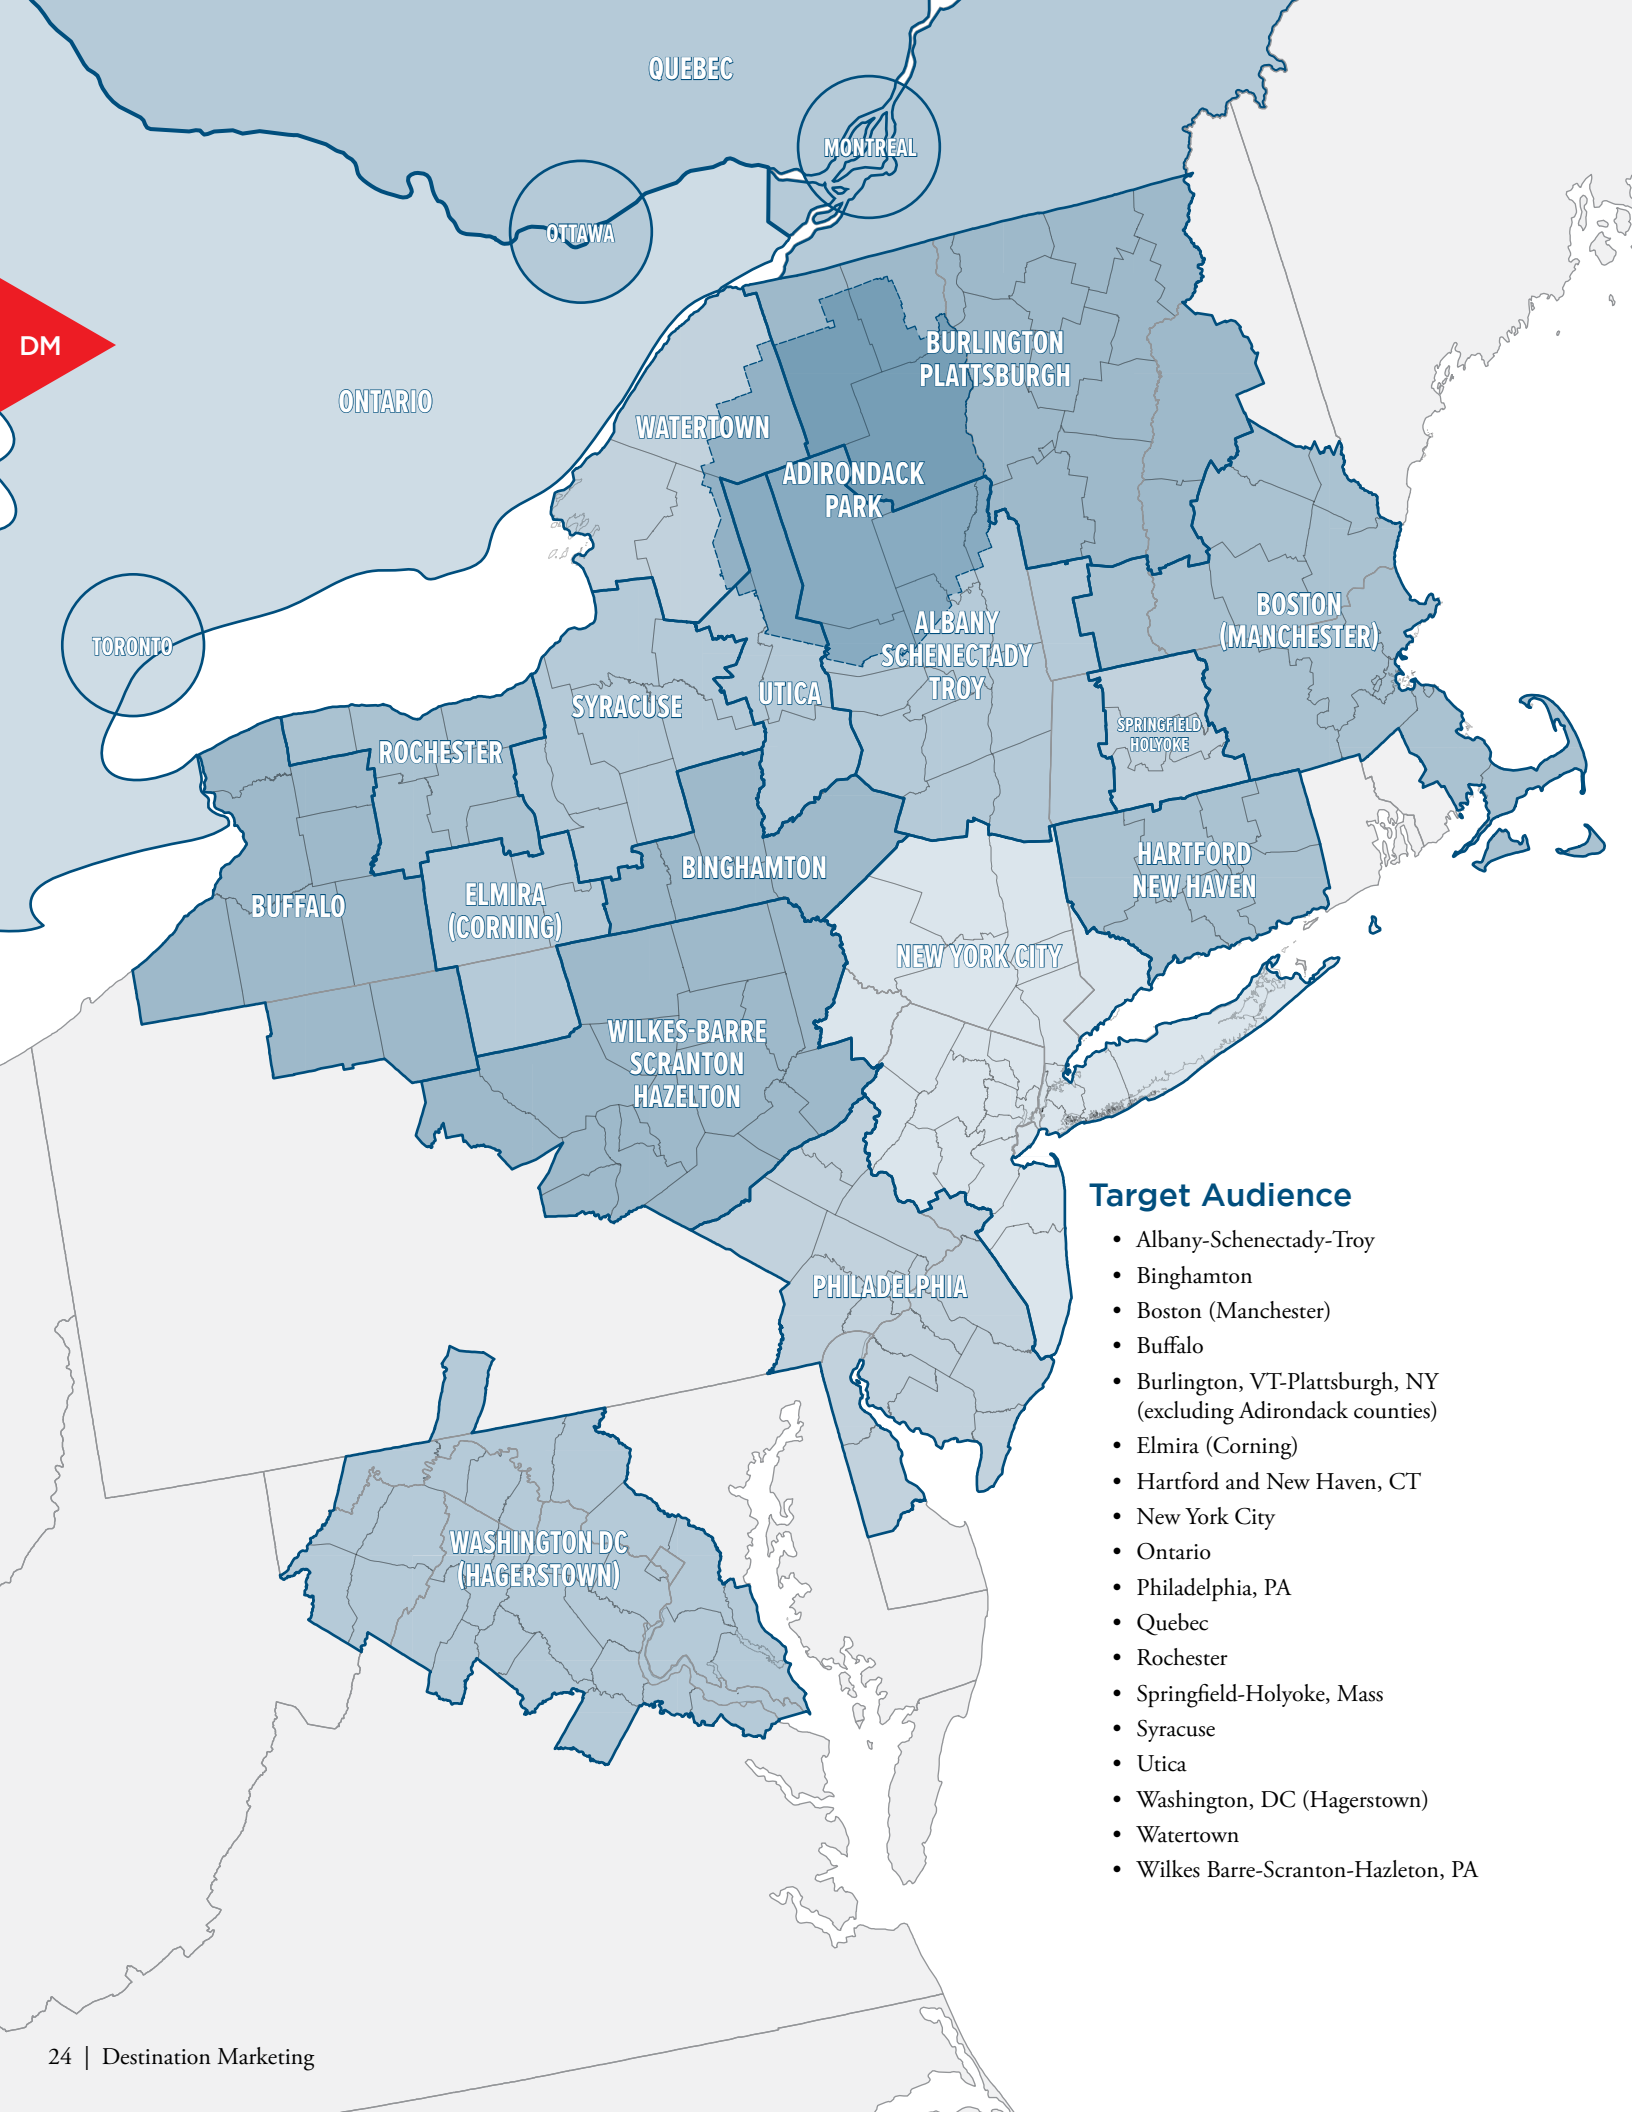 QUEBEC
MONTREAL
OTTAWA
DM
ONTARIO
BURLINGTON
PLATTSBURGH
WATERTOWN
ADIRONDACK
PARK
TORONTO
BOSTON
(MANCHESTER)
ALBANY
SCHENECTADY
TROY
UTICA
SYRACUSE
SPRINGFIELD
HOLYOKE
ROCHESTER
HARTFORD
NEW HAVEN
BINGHAMTON
ELMIRA
(CORNING)
BUFFALO
NEW YORK CITY
WILKES-BARRE
SCRANTON
HAZELTON
PHILADELPHIA
WASHINGTON DC
(HAGERSTOWN)
Target Audience
• Albany-Schenectady-Troy
• Binghamton
• Boston (Manchester)
• Buffalo
• Burlington, VT-Plattsburgh, NY
(excluding Adirondack counties)
• Elmira (Corning)
• Hartford and New Haven, CT
• New York City
• Ontario
• Philadelphia, PA
• Quebec
• Rochester
• Springfield-Holyoke, Mass
• Syracuse
• Utica
• Washington, DC (Hagerstown)
• Watertown
• Wilkes Barre-Scranton-Hazleton, PA
24 | Destination Marketing